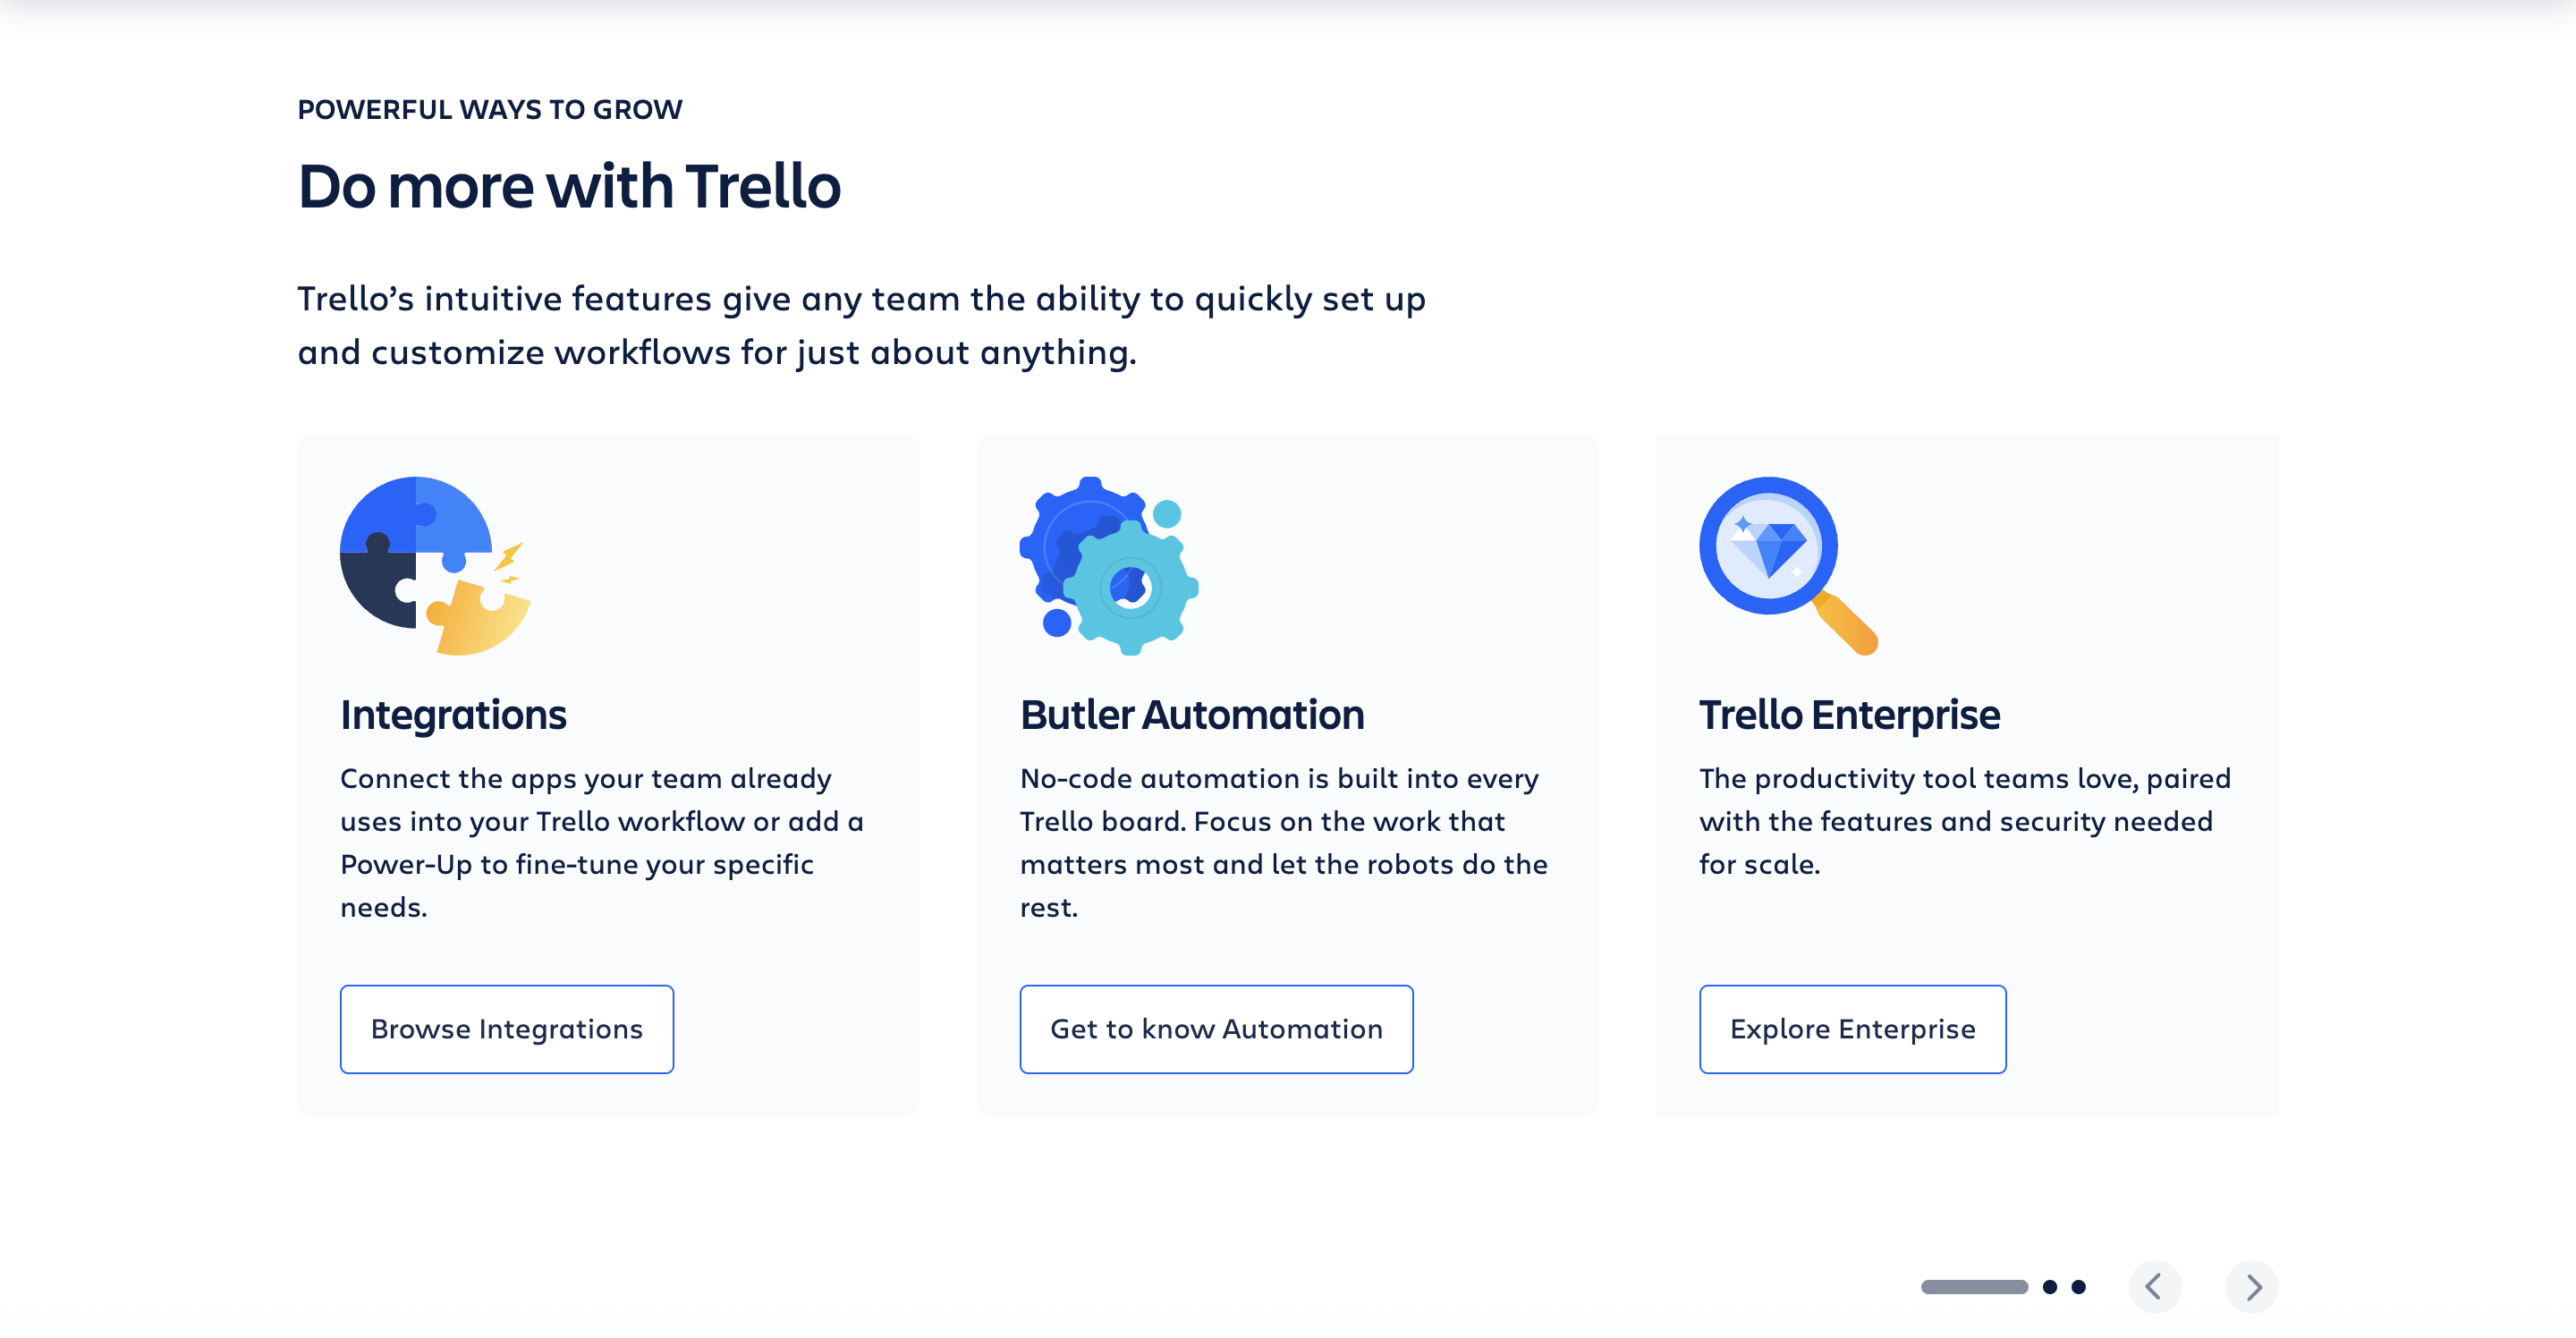 POWERFUL WAYS TO GROW
Do more with Trello
Trello’s intuitive features give any team the ability to quickly set up
and customize workflows for just about anything.
Integrations
Connect the apps your team already
uses into your Trello workflow or add a
Power-Up to fine-tune your specific
needs.
Browse Integrations
Butler Automation
No-code automation is built into every
Trello board. Focus on the work that
matters most and let the robots do the
rest.
Get to know Automation
Trello Enterprise
The productivity tool teams love, paired
with the features and security needed
for scale.
Explore Enterprise